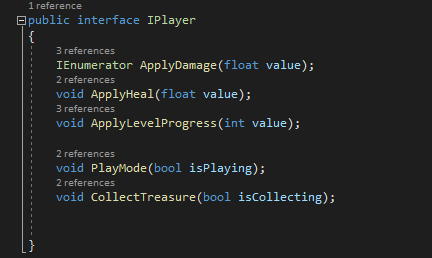 1 reference
public interface IPlayer
{
3 references
IEnumerator ApplyDamage(float value);
2 references
void ApplyHeal(float value);
3 references
void ApplyLevelProgress(int value);
2 references
void PlayMode(bool isPlaying);
2 references
void CollectTreasure(bool isCollecting);
}